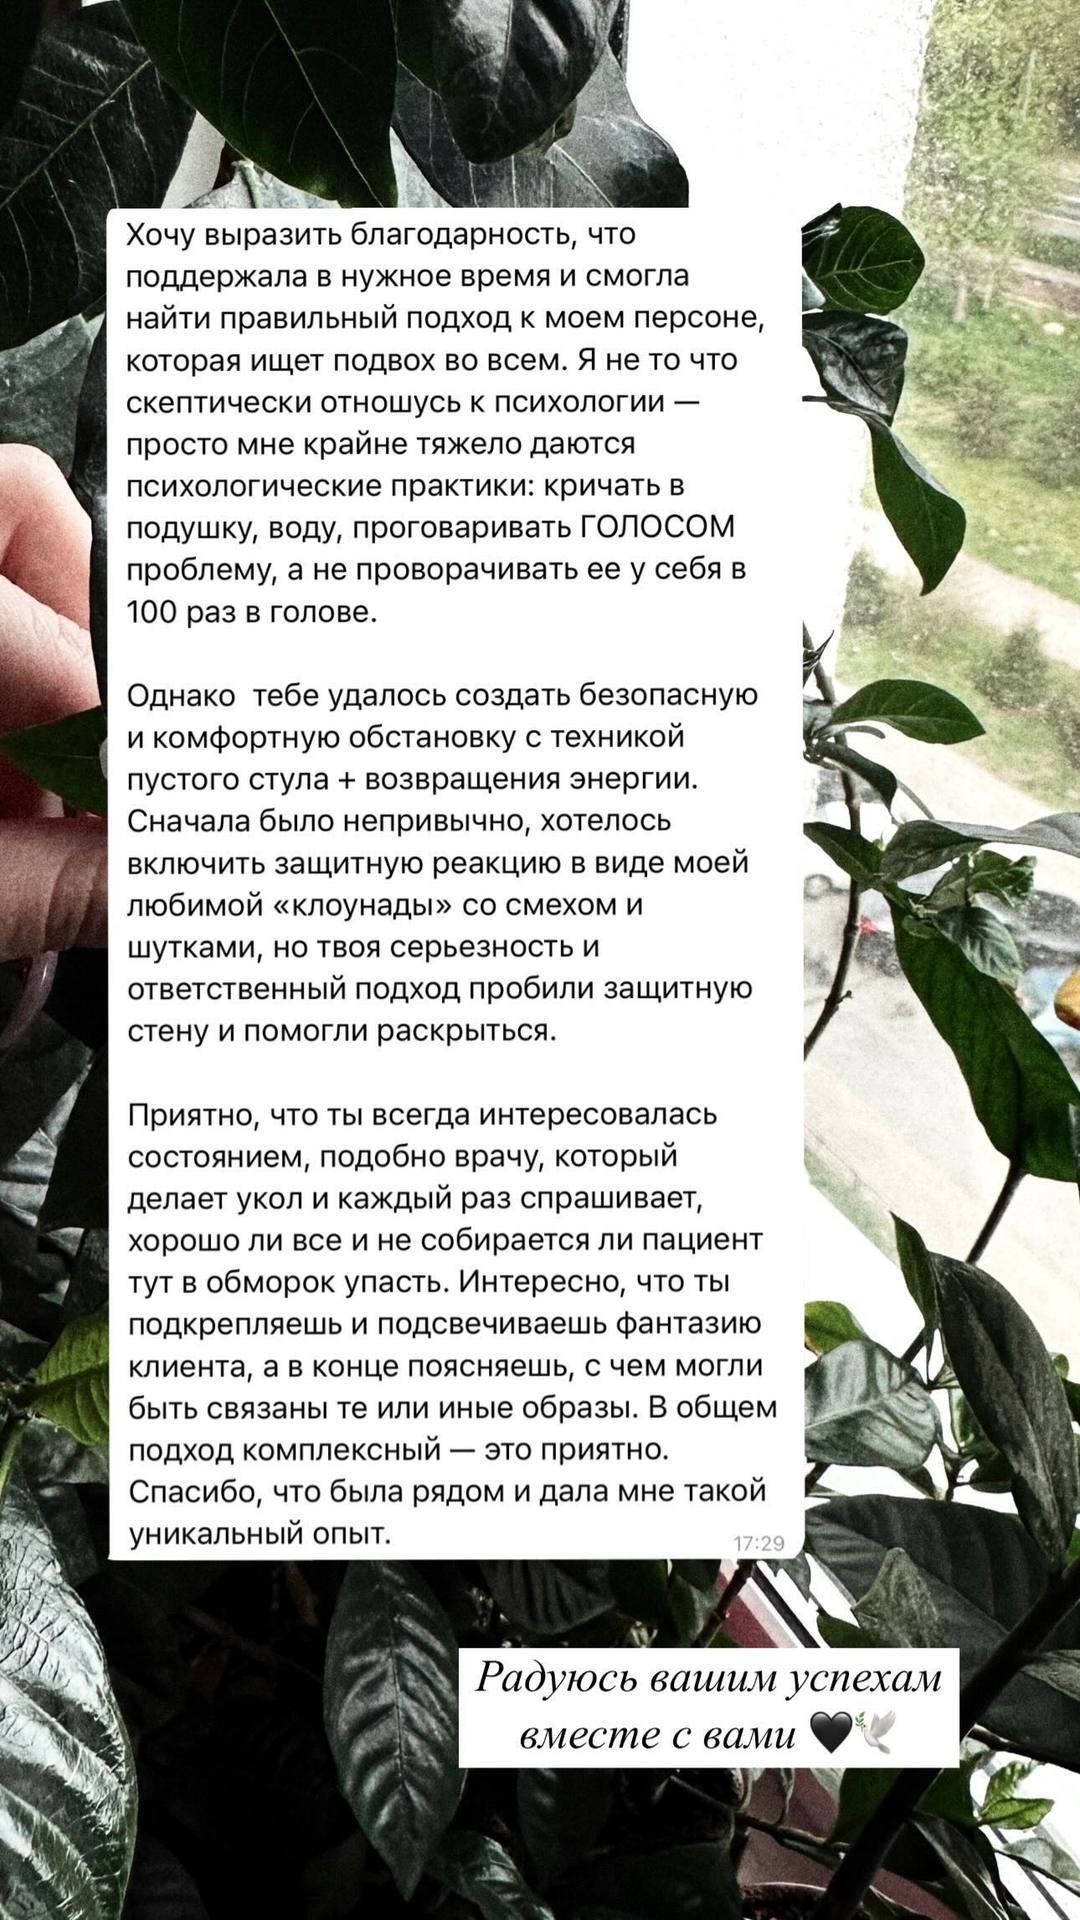 Хочу выразить благодарность, что
поддержала в нужное время и смогла
найти правильный подход к моем персоне,
которая ищет подвох во всем. Я не то что
скептически отношусь к психологии —
просто мне крайне тяжело даются
психологические практики: кричать в
подушку, воду, проговаривать ГОЛОСОМ
проблему, а не проворачивать ее у себя в
100 раз в голове.
Однако  тебе удалось создать безопасную
и комфортную обстановку с техникой
пустого стула + возвращения энергии.
Сначала было непривычно, хотелось
включить защитную реакцию в виде моей
любимой «клоунады» со смехом и
шутками, но твоя серьезность и
ответственный подход пробили защитную
стену и помогли раскрыться.
Приятно, что ты всегда интересовалась
состоянием, подобно врачу, который
делает укол и каждый раз спрашивает,
хорошо ли все и не собирается ли пациент
тут в обморок упасть. Интересно, что ты
подкрепляешь и подсвечиваешь фантазию
клиента, а в конце поясняешь, с чем могли
быть связаны те или иные образы. В общем
подход комплексный — это приятно.
Спасибо, что была рядом и дала мне такой
уникальный опыт.
17:29
Радуюсь вашим успехам
вместе с вами 🖤🕊️